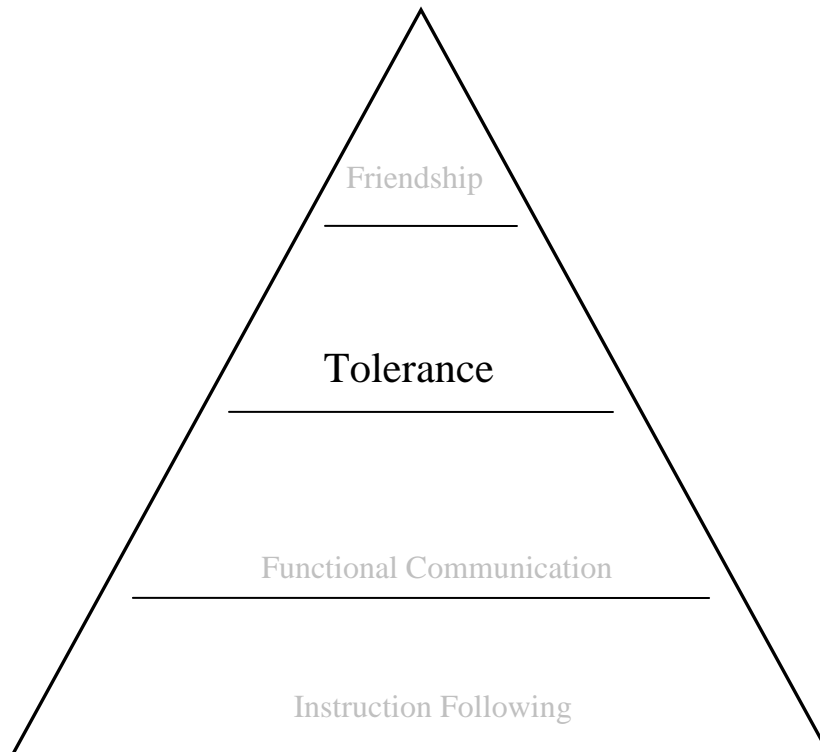 Friendship
Tolerance
Functional Communication
Instruction Following